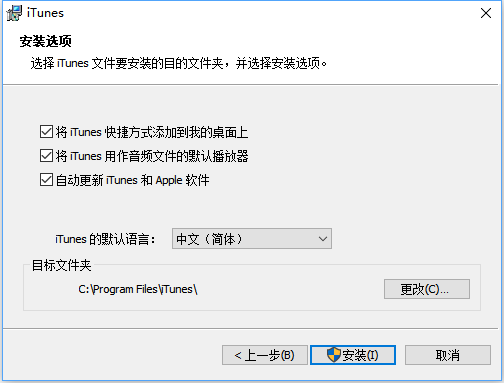 iTunes
安装选项
选择 iTunes 文件要安装的目的文件夹，并选择安装选项。
将 iTunes 快捷方式添加到我的桌面上
将 iTunes 用作音频文件的默认播放器
自动更新 iTunes 和 Apple 软件
iTunes 的默认语言： 中文（简体）
目标文件夹
C:\Program Files\iTunes\ 更改(C)...
< 上一步(B) 安装(I) 取消